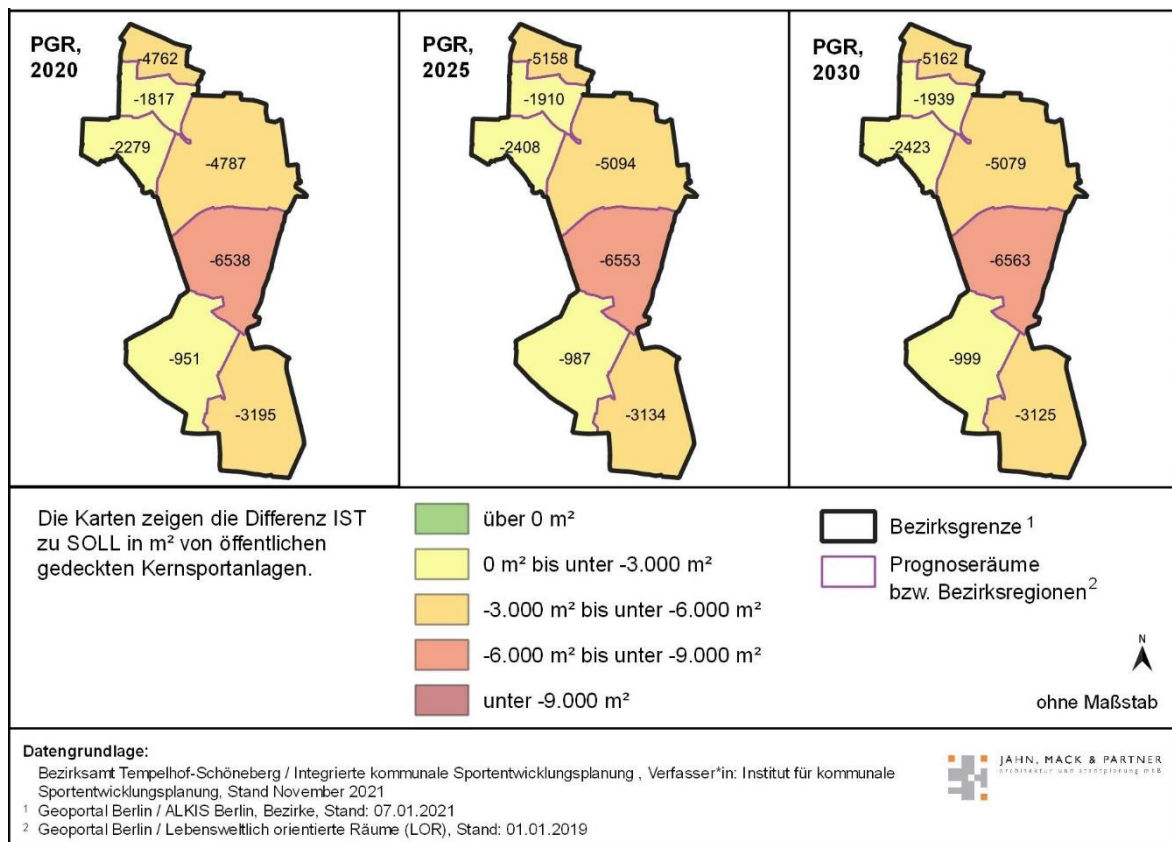 PGR,
2020
-4762
-1817
-2279
-4787
-6538
-951
-3195
PGR,
2025
-5158
-1910
-2408
-5094
-6553
-987
-3134
PGR,
2030
-5162
-1939
-2423
-5079
-6563
-999
-3125
Die Karten zeigen die Differenz IST
zu SOLL in m² von öffentlichen
gedeckten Kernsportanlagen.
über 0 m²
0 m² bis unter -3.000 m²
-3.000 m² bis unter -6.000 m²
-6.000 m² bis unter -9.000 m²
unter -9.000 m²
Bezirksgrenze ¹
Prognoseräume
bzw. Bezirksregionen ²
N
ohne Maßstab
Datengrundlage:
Bezirksamt Tempelhof-Schöneberg / Integrierte kommunale Sportentwicklungsplanung , Verfasser*in: Institut für kommunale
Sportentwicklungsplanung, Stand November 2021
¹ Geoportal Berlin / ALKIS Berlin, Bezirke, Stand: 07.01.2021
² Geoportal Berlin / Lebensweltlich orientierte Räume (LOR), Stand: 01.01.2019
JAHN, MACK & PARTNER
architektur und stadtplanung mbB